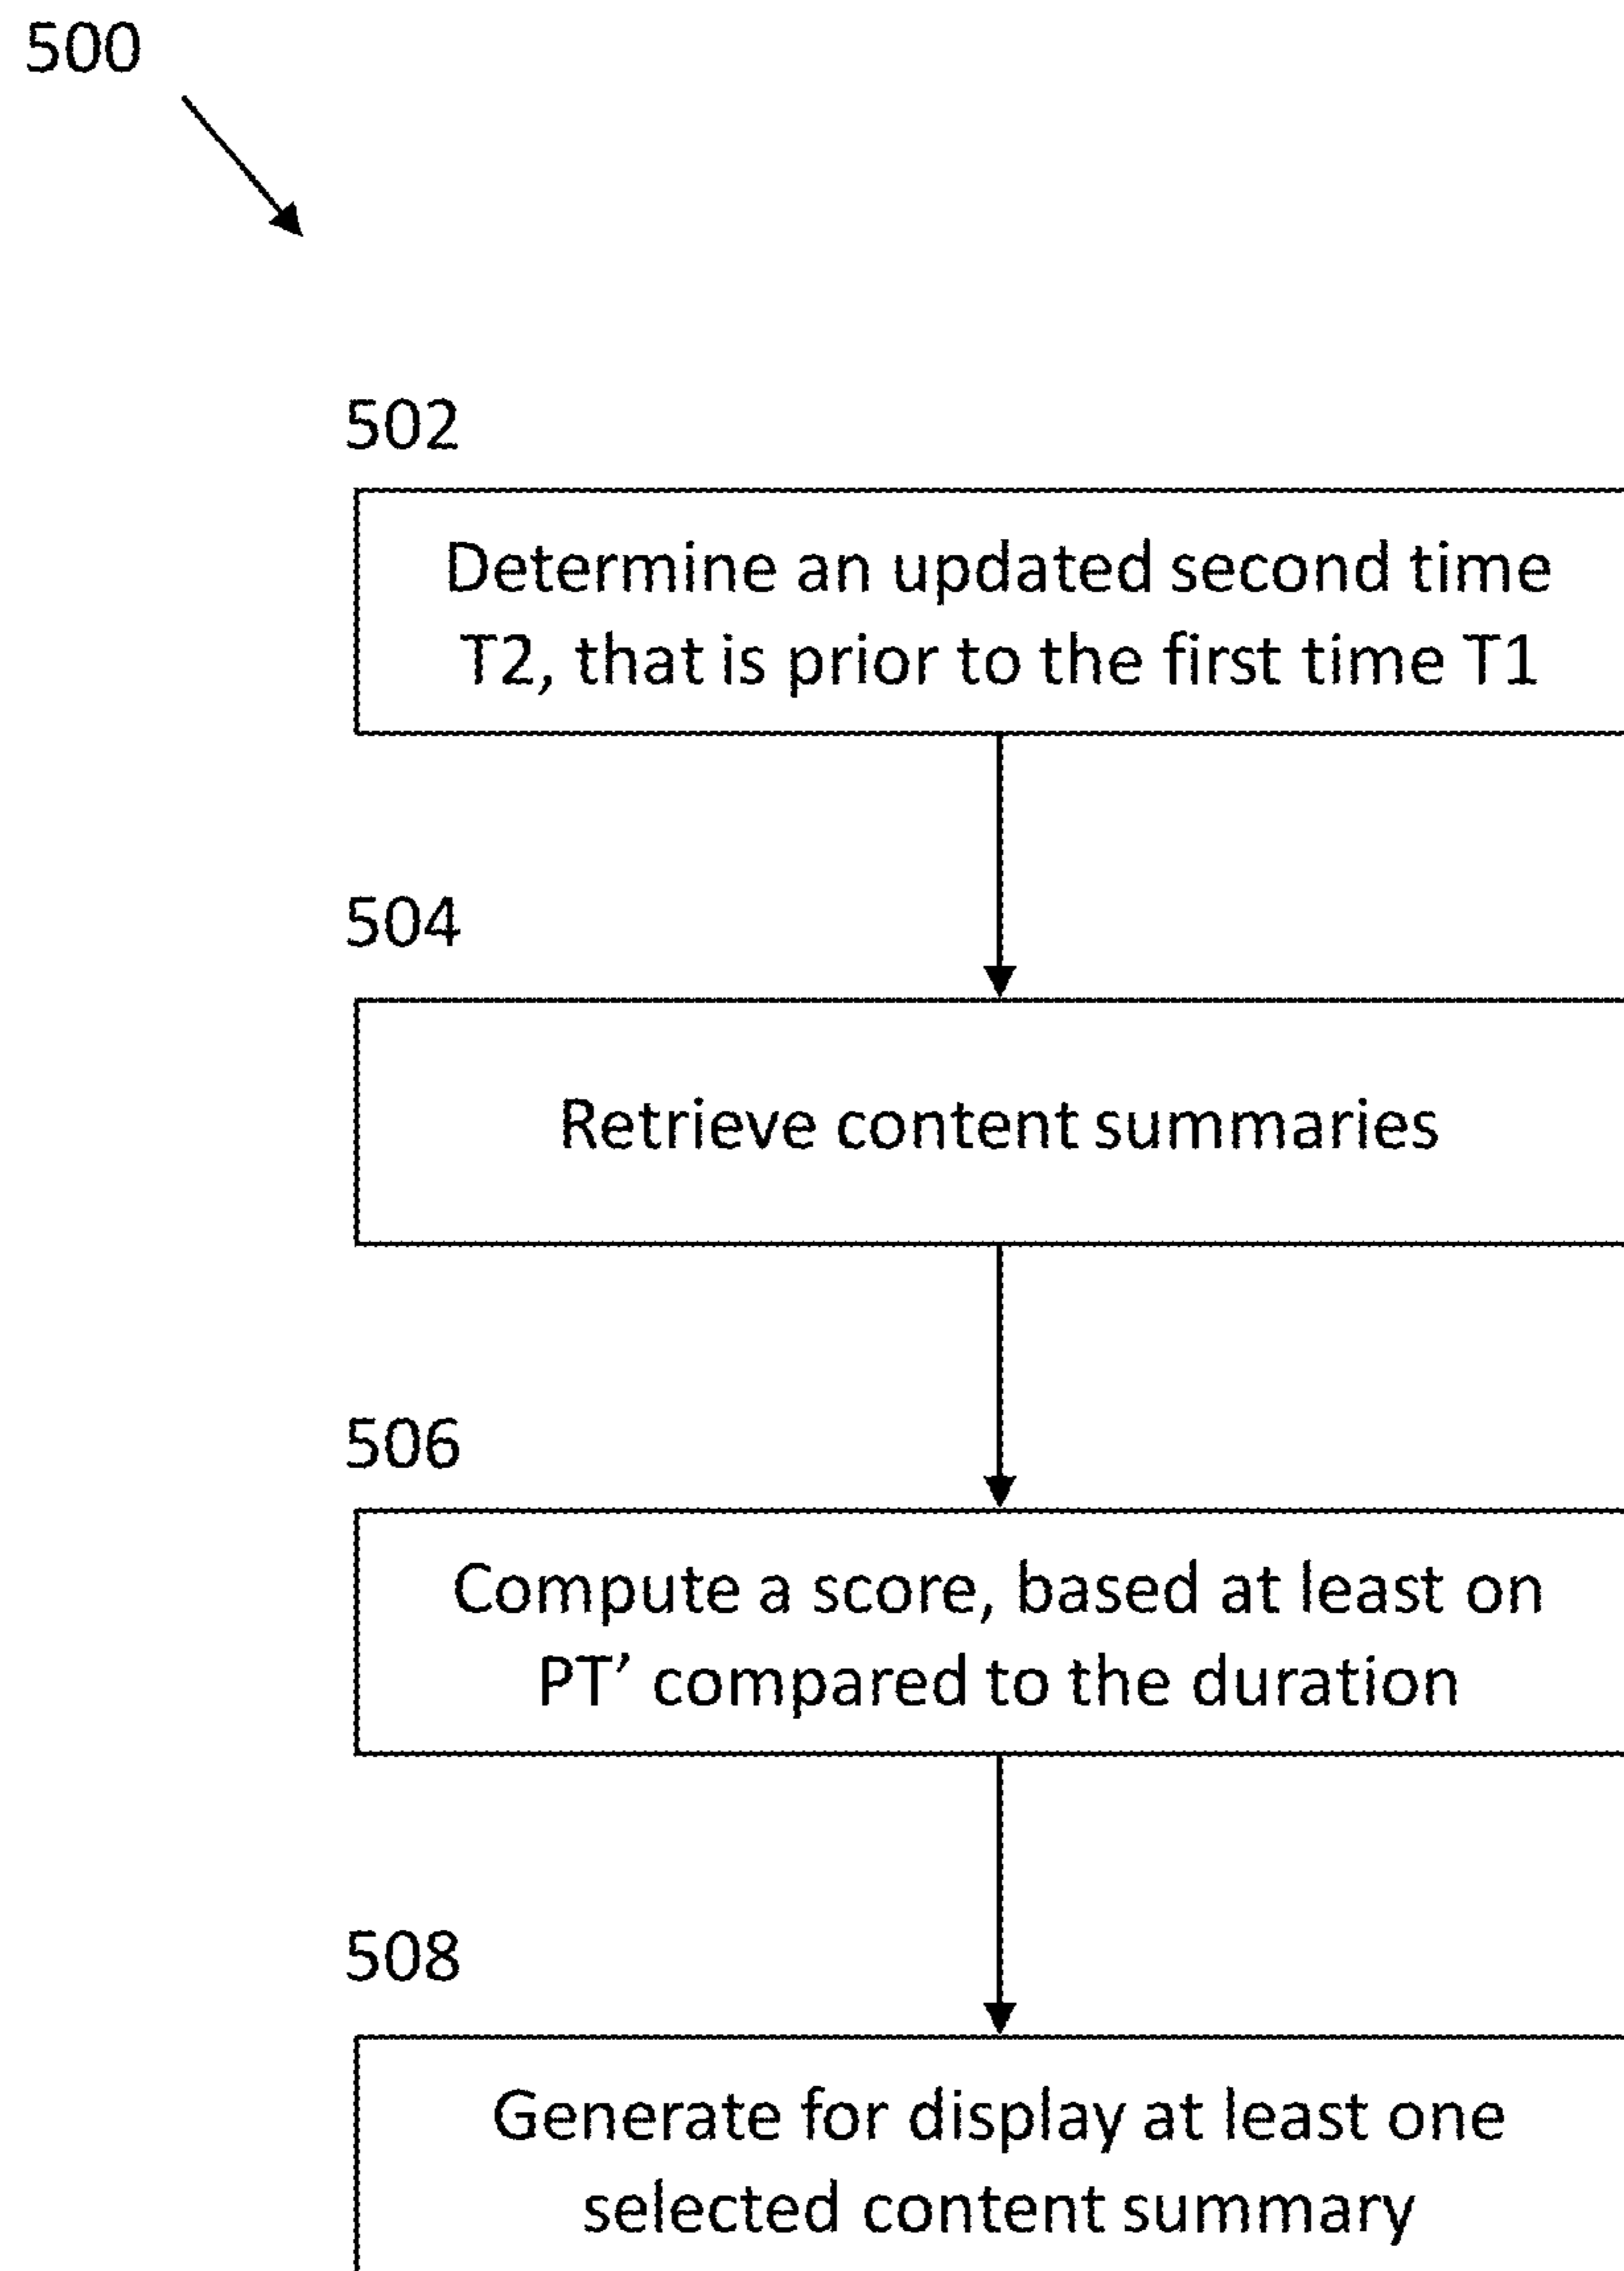 500
502
Determine an updated second time
T2, that is prior to the first time T1
504
Retrieve content summaries
506
Compute a score, based at least on
PT’ compared to the duration
508
Generate for display at least one
selected content summary